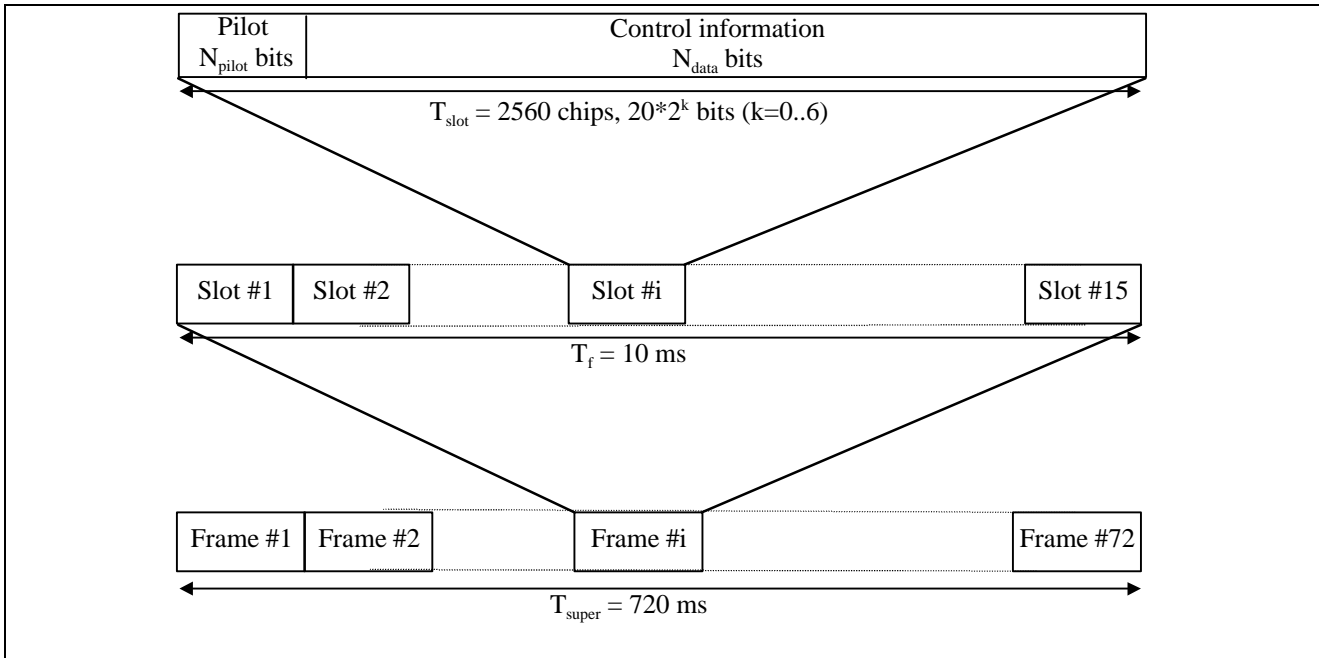 Pilot
N_pilot bits
Control information
N_data bits
T_slot = 2560 chips, 20*2^k bits (k=0..6)
Slot #1 Slot #2 Slot #i Slot #15
T_f = 10 ms
Frame #1 Frame #2 Frame #i Frame #72
T_super = 720 ms